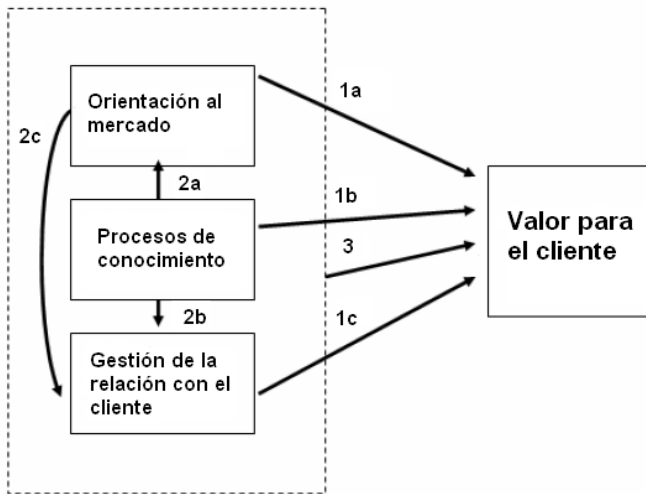 Orientación al
mercado
1a
2c
2a
1b
Procesos de
conocimiento
3
Valor para
el cliente
2b
1c
Gestión de la
relación con el
cliente